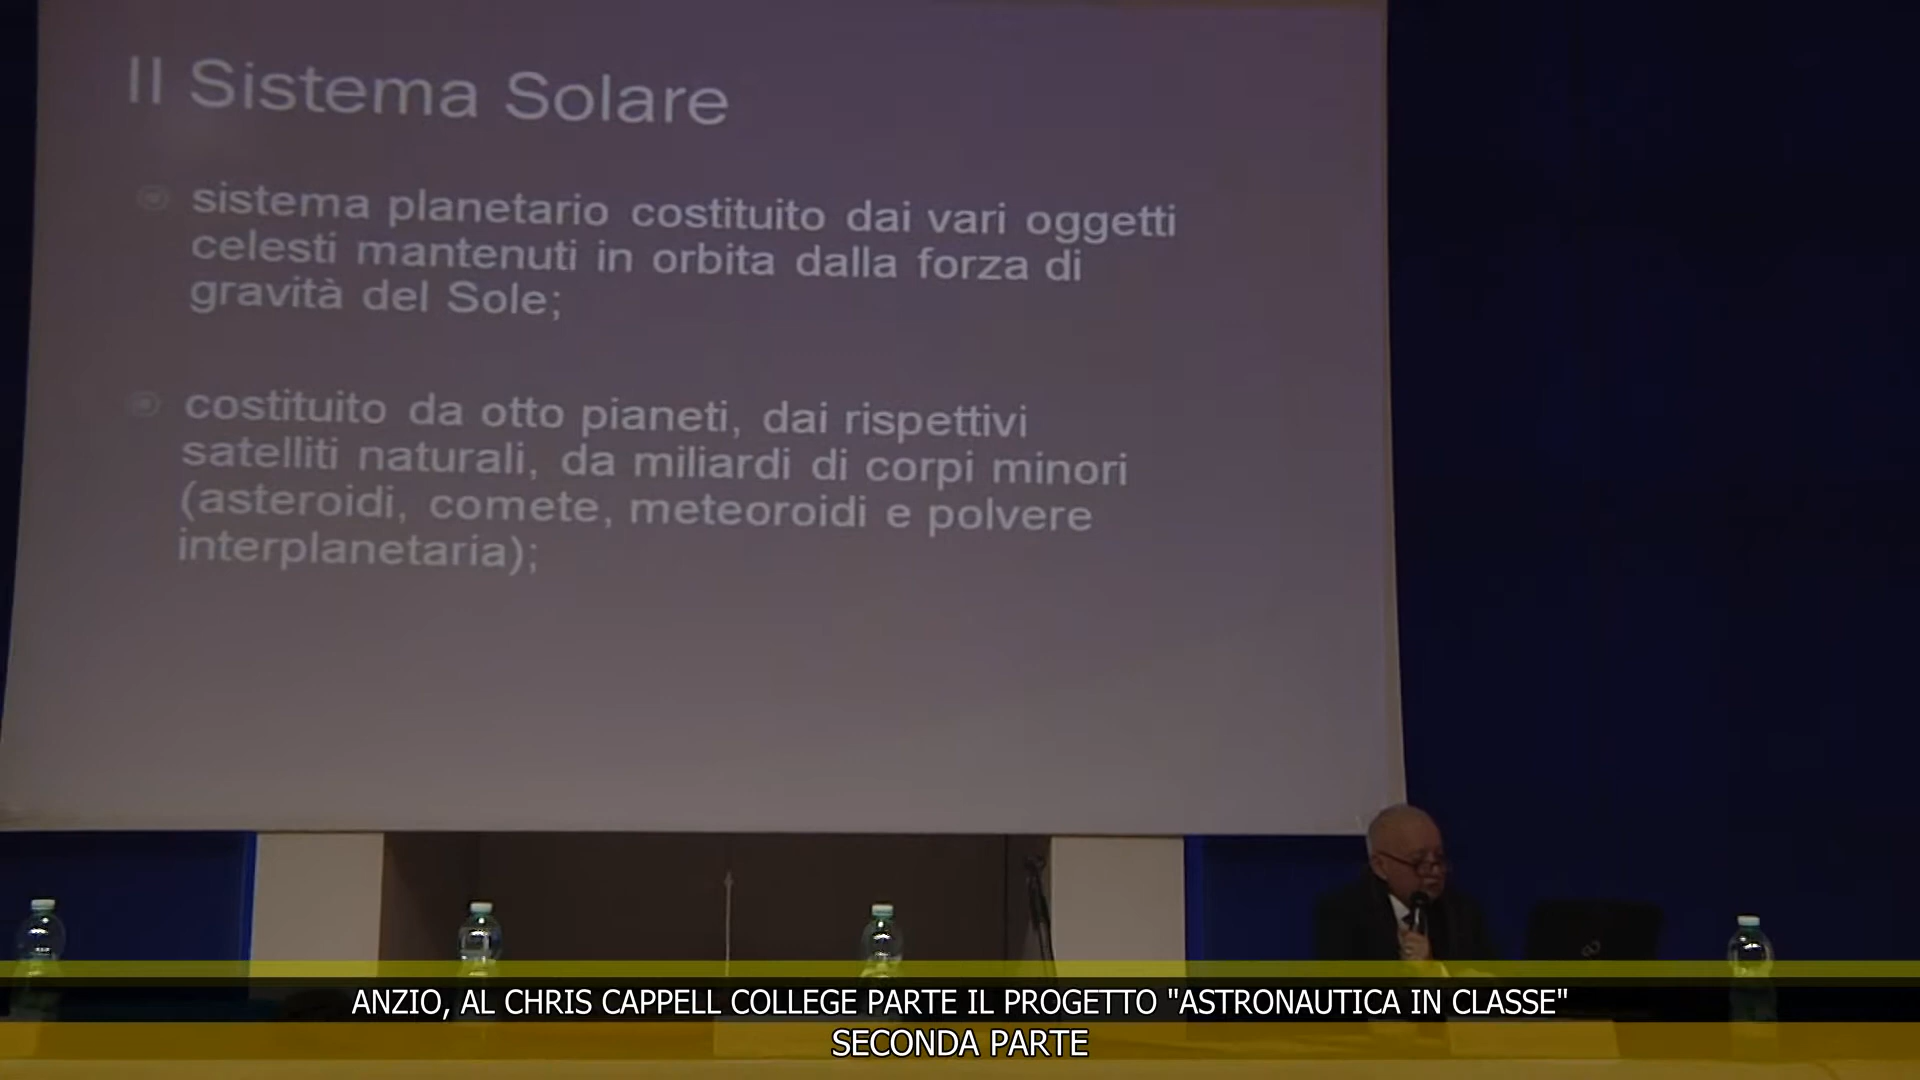 Il Sistema Solare
sistema planetario costituito dai vari oggetti
celesti mantenuti in orbita dalla forza di
gravità del Sole;
costituito da otto pianeti, dai rispettivi
satelliti naturali, da miliardi di corpi minori
(asteroidi, comete, meteoroidi e polvere
interplanetaria);
ANZIO, AL CHRIS CAPPELL COLLEGE PARTE IL PROGETTO "ASTRONAUTICA IN CLASSE"
SECONDA PARTE